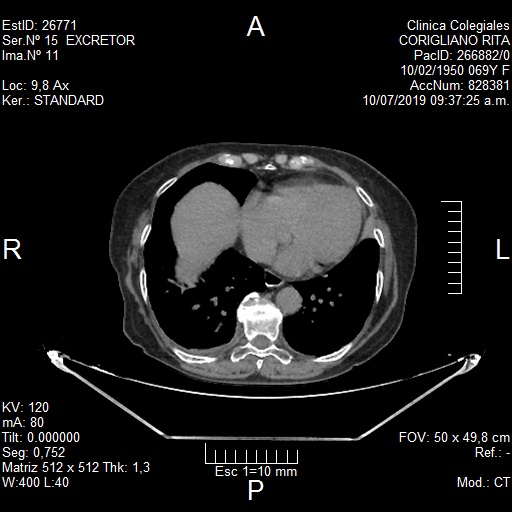 EstID: 26771
Ser.Nº 15 EXCRETOR
Ima.Nº 11
Loc: 9,8 Ax
Ker.: STANDARD
A
Clinica Colegiales
CORIGLIANO RITA
PacID: 266882/0
10/02/1950 069Y F
AccNum: 828381
10/07/2019 09:37:25 a.m.
R
L
KV: 120
mA: 80
Tilt: 0.000000
Seg: 0,752
Matriz 512 x 512 Thk: 1,3
W:400 L:40
Esc 1=10 mm
P
FOV: 50 x 49,8 cm
Ref.: -
Mod.: CT